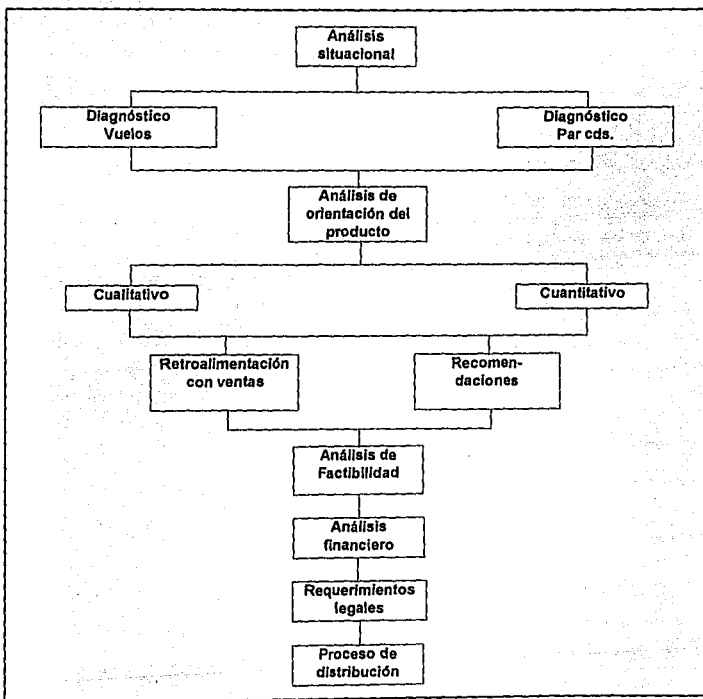 Análisis
situacional
Diagnóstico
Vuelos
Diagnóstico
Par cds.
Análisis de
orientación del
producto
Cualitativo
Cuantitativo
Retroalimentación
con ventas
Recomen-
daciones
Análisis de
Factibilidad
Análisis
financiero
Requerimientos
legales
Proceso de
distribución